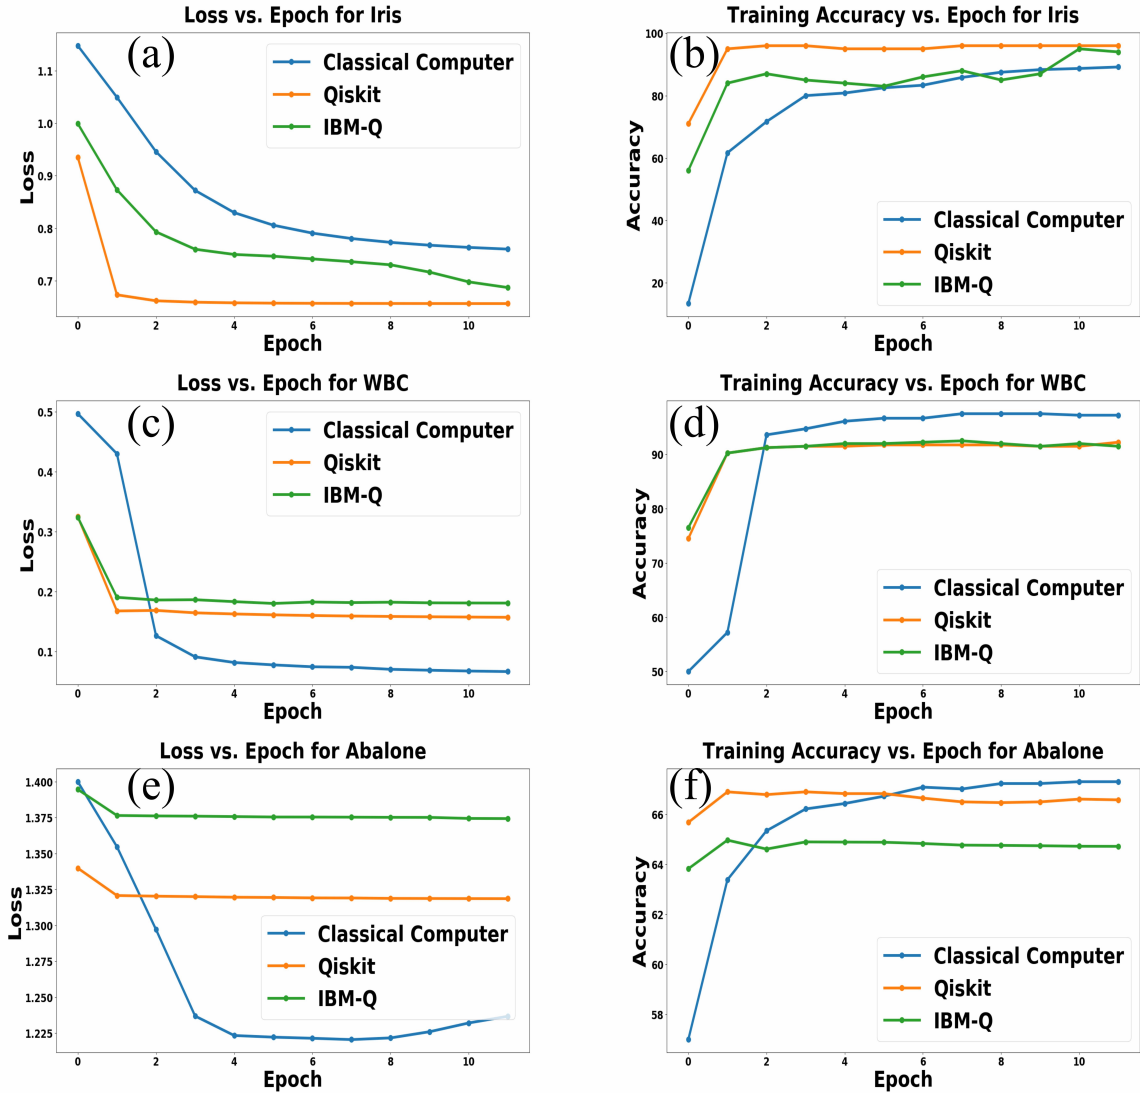 Loss vs. Epoch for Iris
(a)
Classical Computer
Qiskit
IBM-Q
1.1
1.0
0.9
0.8
0.7
Loss
0 2 4 6 8 10
Epoch
Training Accuracy vs. Epoch for Iris
(b)
100
80
60
40
20
Accuracy
Classical Computer
Qiskit
IBM-Q
0 2 4 6 8 10
Epoch
Loss vs. Epoch for WBC
(c)
Classical Computer
Qiskit
IBM-Q
0.5
0.4
0.3
0.2
0.1
Loss
0 2 4 6 8 10
Epoch
Training Accuracy vs. Epoch for WBC
(d)
90
80
70
60
50
Accuracy
Classical Computer
Qiskit
IBM-Q
0 2 4 6 8 10
Epoch
Loss vs. Epoch for Abalone
(e)
1.400
1.375
1.350
1.325
1.300
1.275
1.250
1.225
Loss
Classical Computer
Qiskit
IBM-Q
0 2 4 6 8 10
Epoch
Training Accuracy vs. Epoch for Abalone
(f)
66
64
62
60
58
Accuracy
Classical Computer
Qiskit
IBM-Q
0 2 4 6 8 10
Epoch